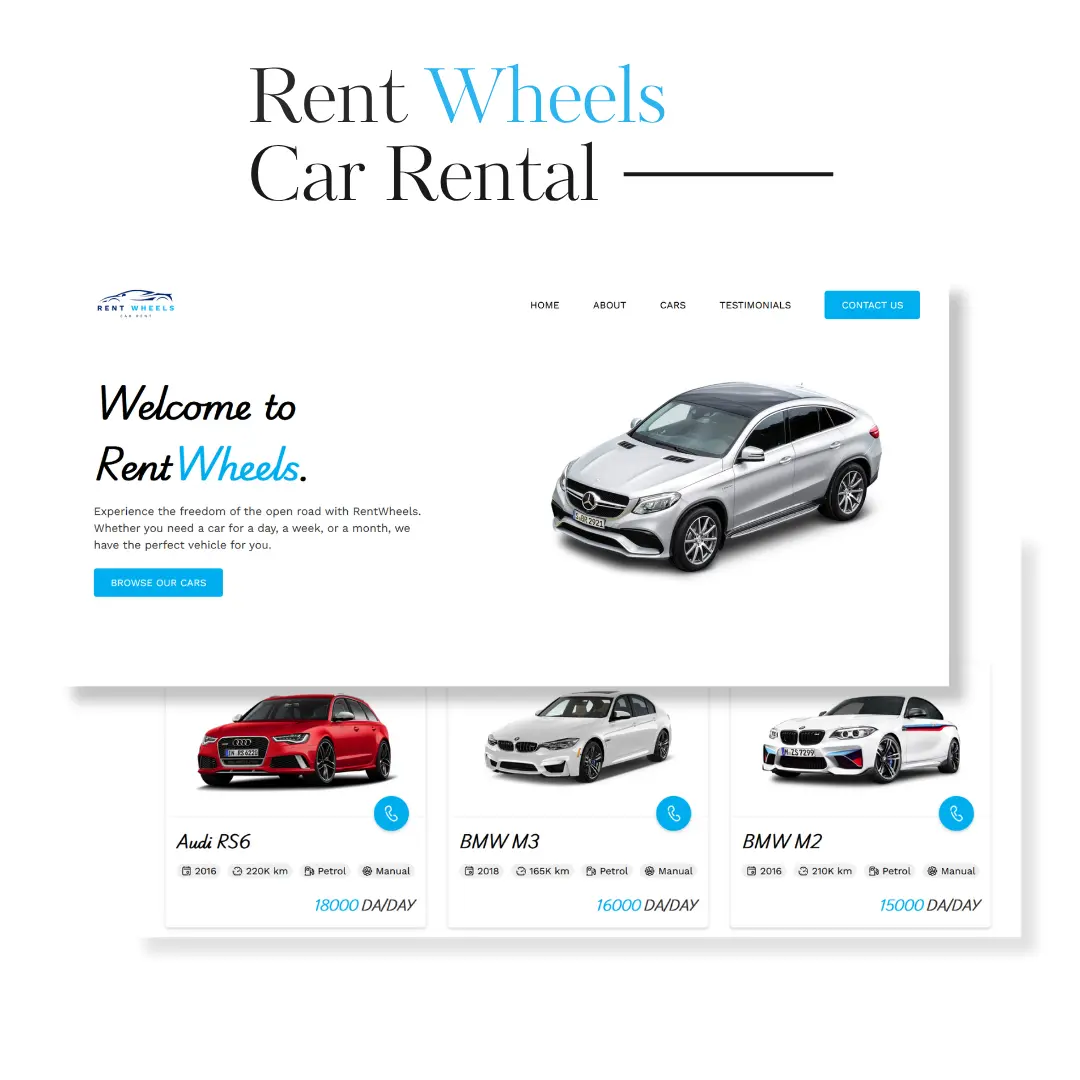 Rent Wheels
Car Rental
RENT WHEELS
CAR RENT
HOME ABOUT CARS TESTIMONIALS CONTACT US
Welcome to
RentWheels.
Experience the freedom of the open road with RentWheels.
Whether you need a car for a day, a week, or a month, we
have the perfect vehicle for you.
BROWSE OUR CARS
Audi RS6 BMW M3 BMW M2
2016 220K km Petrol Manual 2018 165K km Petrol Manual 2016 210K km Petrol Manual
18000 DA/DAY 16000 DA/DAY 15000 DA/DAY